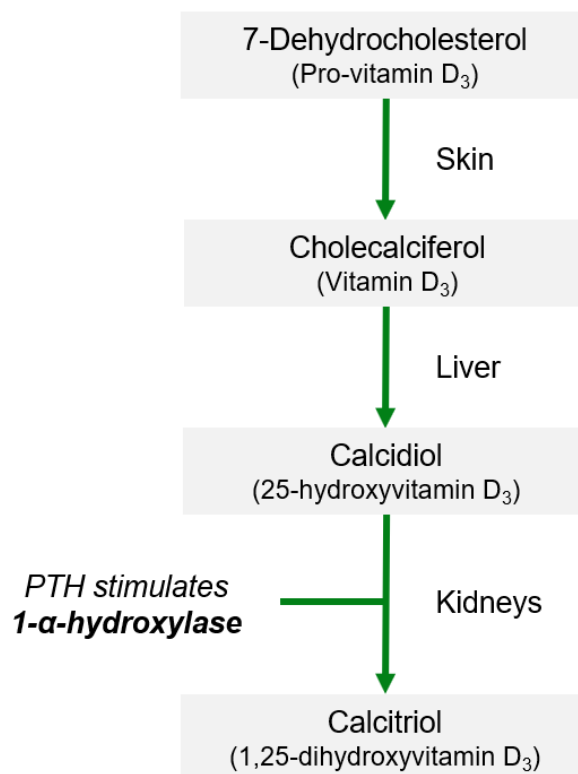 7-Dehydrocholesterol
(Pro-vitamin D₃)
Skin
Cholecalciferol
(Vitamin D₃)
Liver
Calcidiol
(25-hydroxyvitamin D₃)
PTH stimulates
1-α-hydroxylase
Kidneys
Calcitriol
(1,25-dihydroxyvitamin D₃)